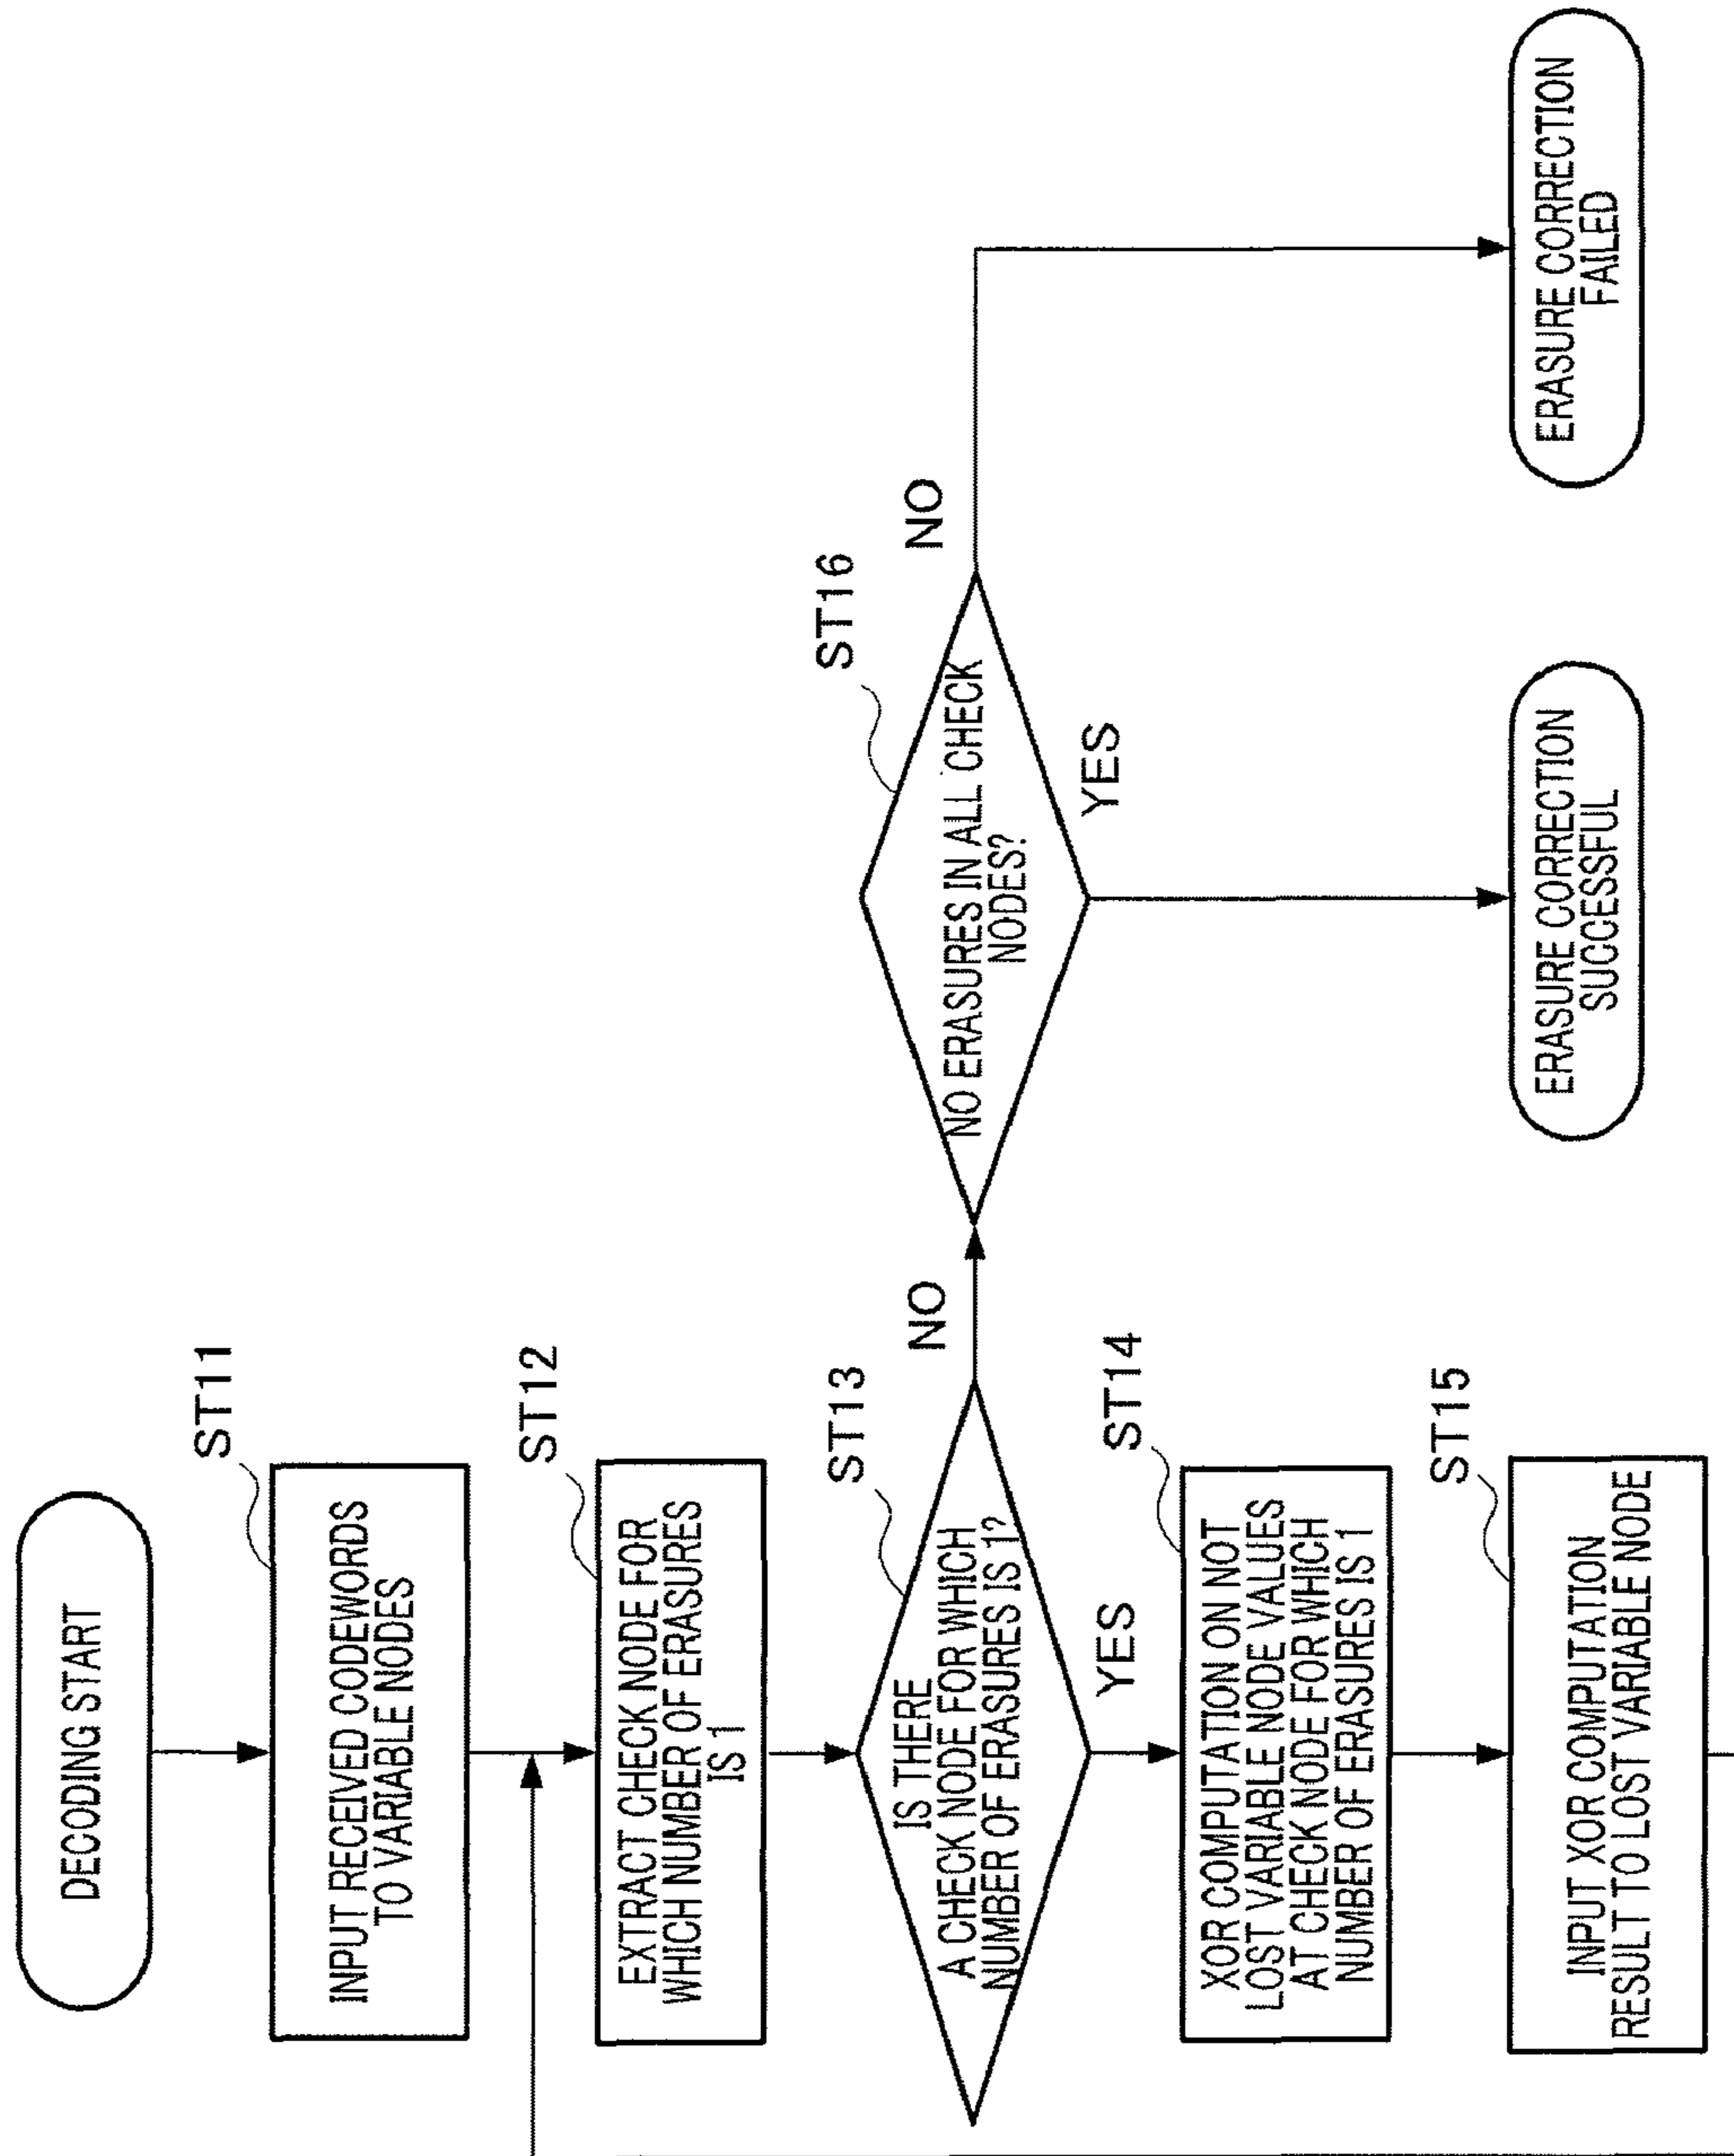 DECODING START
ST11
INPUT RECEIVED CODEWORDS
TO VARIABLE NODES
ST12
EXTRACT CHECK NODE FOR
WHICH NUMBER OF ERASURES
IS 1
ST13
IS THERE
A CHECK NODE FOR WHICH
NUMBER OF ERASURES IS 1?
NO
YES
ST14
XOR COMPUTATION ON NOT
LOST VARIABLE NODE VALUES
AT CHECK NODE FOR WHICH
NUMBER OF ERASURES IS 1
ST15
INPUT XOR COMPUTATION
RESULT TO LOST VARIABLE NODE
ST16
NO ERASURES IN ALL CHECK
NODES?
NO
YES
ERASURE CORRECTION
SUCCESSFUL
ERASURE CORRECTION
FAILED